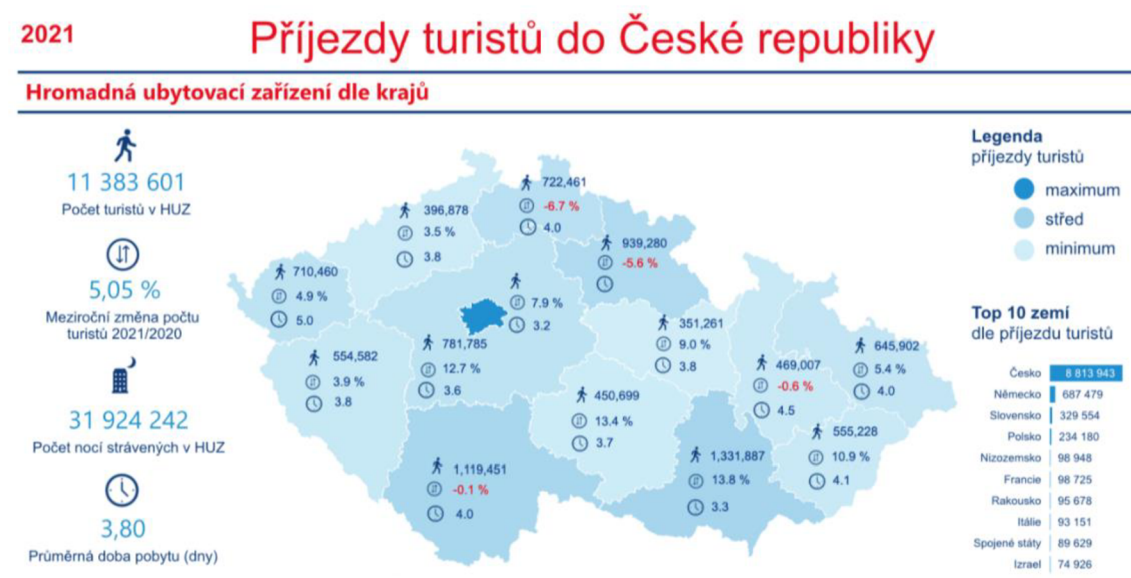 2021
Příjezdy turistů do České republiky
Hromadná ubytovací zařízení dle krajů
11 383 601
Počet turistů v HUZ
5,05 %
Meziroční změna počtu
turistů 2021/2020
31 924 242
Počet nocí strávených v HUZ
3,80
Průměrná doba pobytu (dny)
722,461
-6.7 %
4.0
396,878
3.5 %
3.8
939,280
-5.6 %
710,460
4.9 %
5.0
7.9 %
3.2
351,261
9.0 %
3.8
781,785
12.7 %
3.6
554,582
3.9 %
3.8
645,902
5.4 %
4.0
469,007
-0.6 %
4.5
450,699
13.4 %
3.7
555,228
10.9 %
4.1
1,331,887
13.8 %
3.3
1,119,451
-0.1 %
4.0
Legenda
příjezdy turistů
maximum
střed
minimum
Top 10 zemí
dle příjezdu turistů
Česko 8 813 943
Německo 687 479
Slovensko 329 554
Polsko 234 180
Nizozemsko 98 948
Francie 98 725
Rakousko 95 678
Itálie 93 151
Spojené státy 89 629
Izrael 74 926